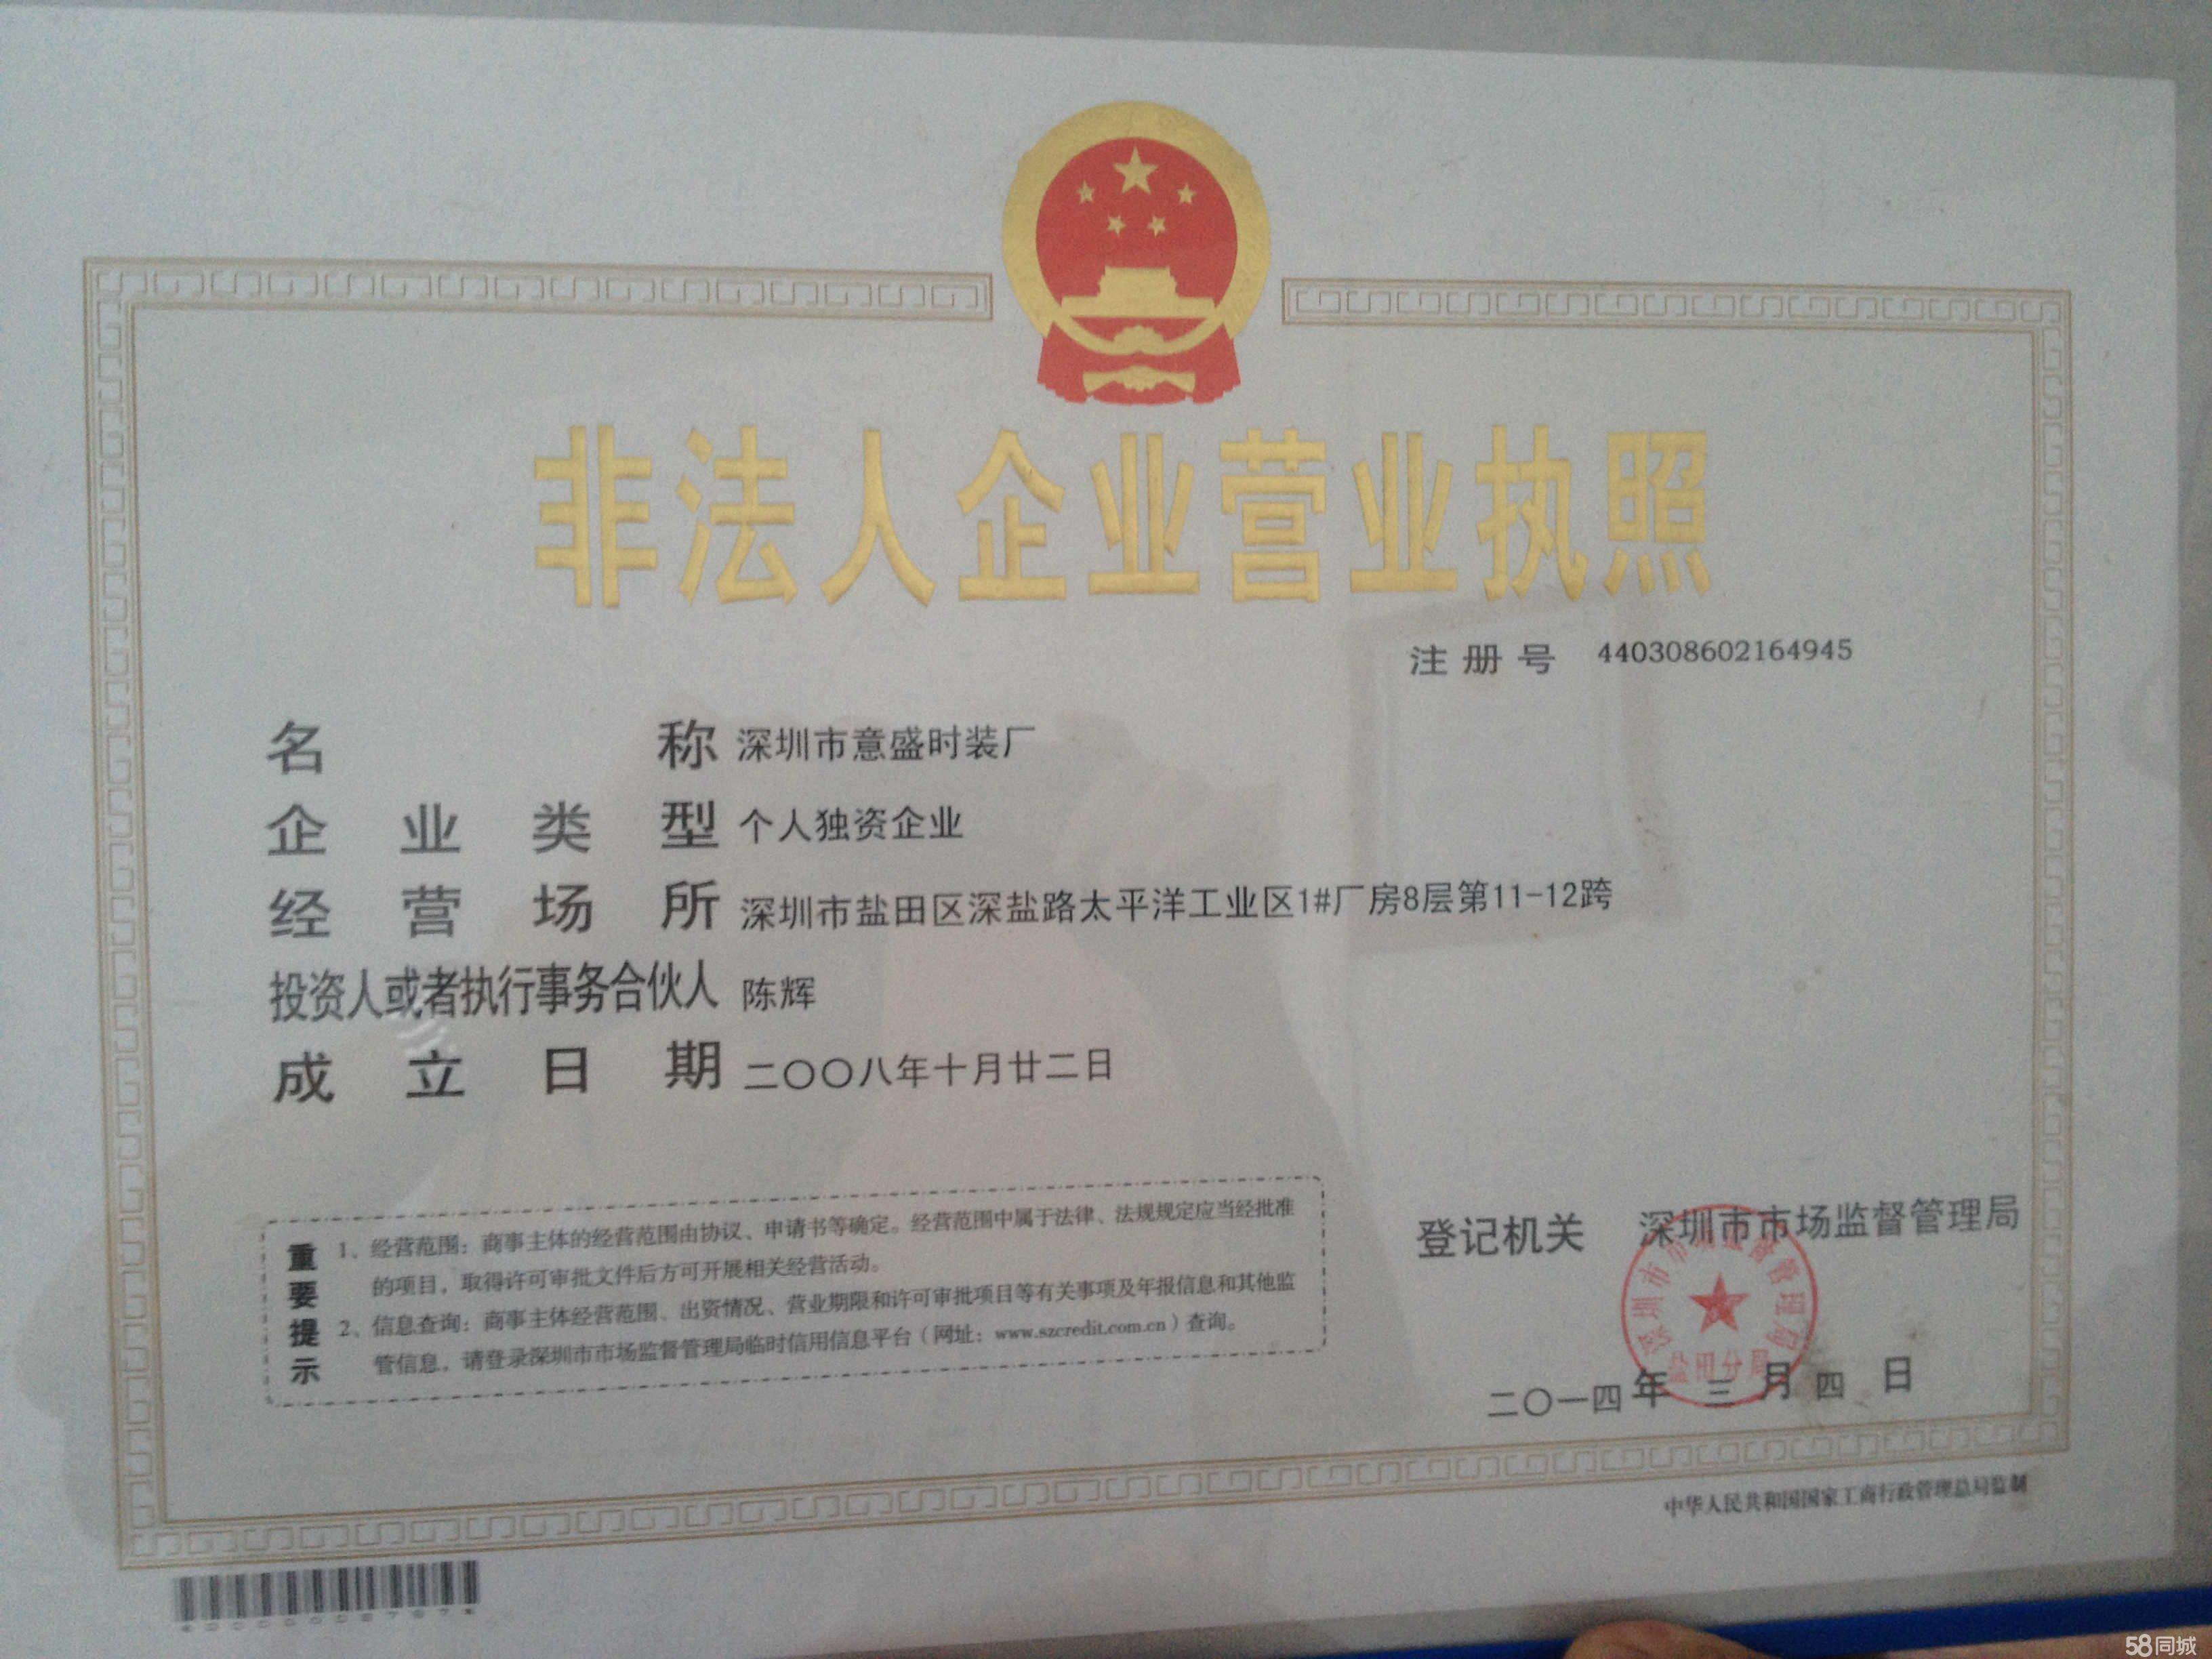 非法人企业营业执照
注册号 440308602164945
名称 深圳市意盛时装厂
企业类型 个人独资企业
经营场所 深圳市盐田区深盐路太平洋工业区1#厂房8层第11-12跨
投资人或者执行事务合伙人 陈辉
成立日期 二〇〇八年十月廿二日
重要提示
1、经营范围：商事主体的经营范围由协议、申请书等确定。经营范围中属于法律、法规规定应当经批准
的项目，取得许可审批文件后方可开展相关经营活动。
2、信息查询：商事主体经营范围、出资情况、营业期限和许可审批项目等有关事项及年报信息和其他监
管信息，请登录深圳市市场监督管理局临时信用信息平台（网址：www.szcredit.com.cn）查询。
登记机关 深圳市市场监督管理局
深圳市市场监督管理局
盐田分局
二〇一四年三月四日
中华人民共和国国家工商行政管理总局监制
58同城